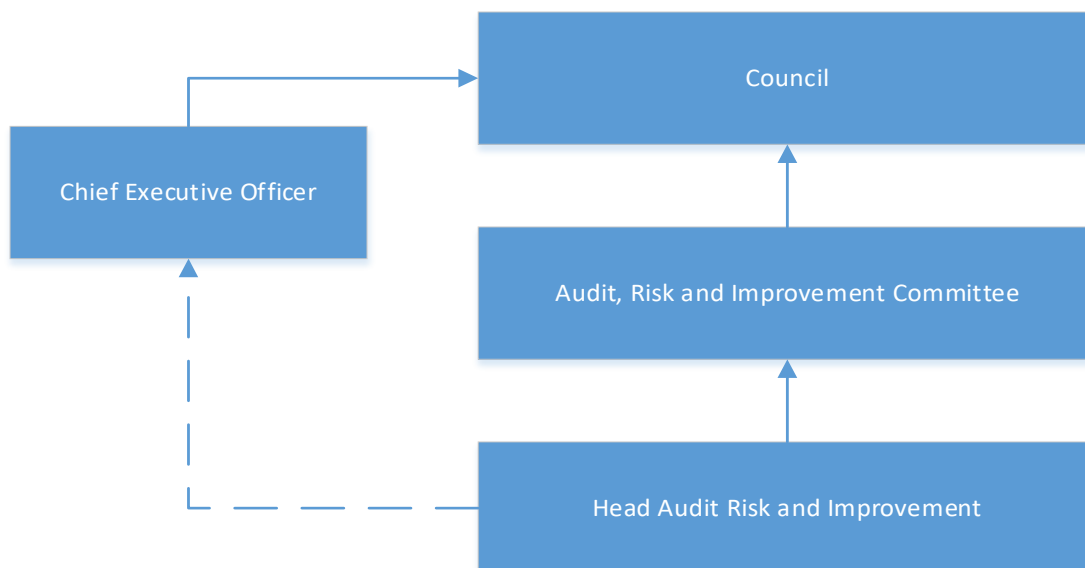 Council
Chief Executive Officer
Audit, Risk and Improvement Committee
Head Audit Risk and Improvement